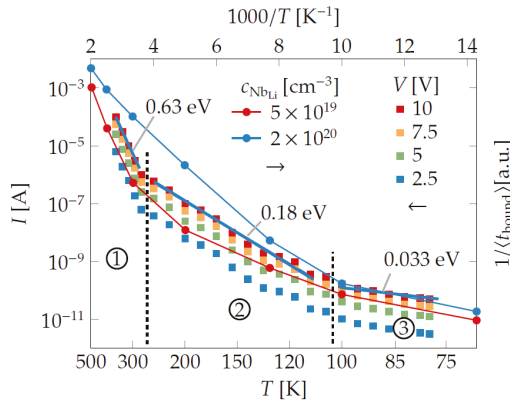 1000/T [K⁻¹]
2 4 6 8 10 12 14
10⁻³
10⁻⁵
10⁻⁷
10⁻⁹
10⁻¹¹
I [A]
c_NbLi [cm⁻³]
5 × 10¹⁹
2 × 10²⁰
→
V [V]
10
7.5
5
2.5
←
0.63 eV
0.18 eV
0.033 eV
1
2
3
1/⟨t_bound⟩[a.u.]
500 300 200 150 120 100 85 75
T [K]